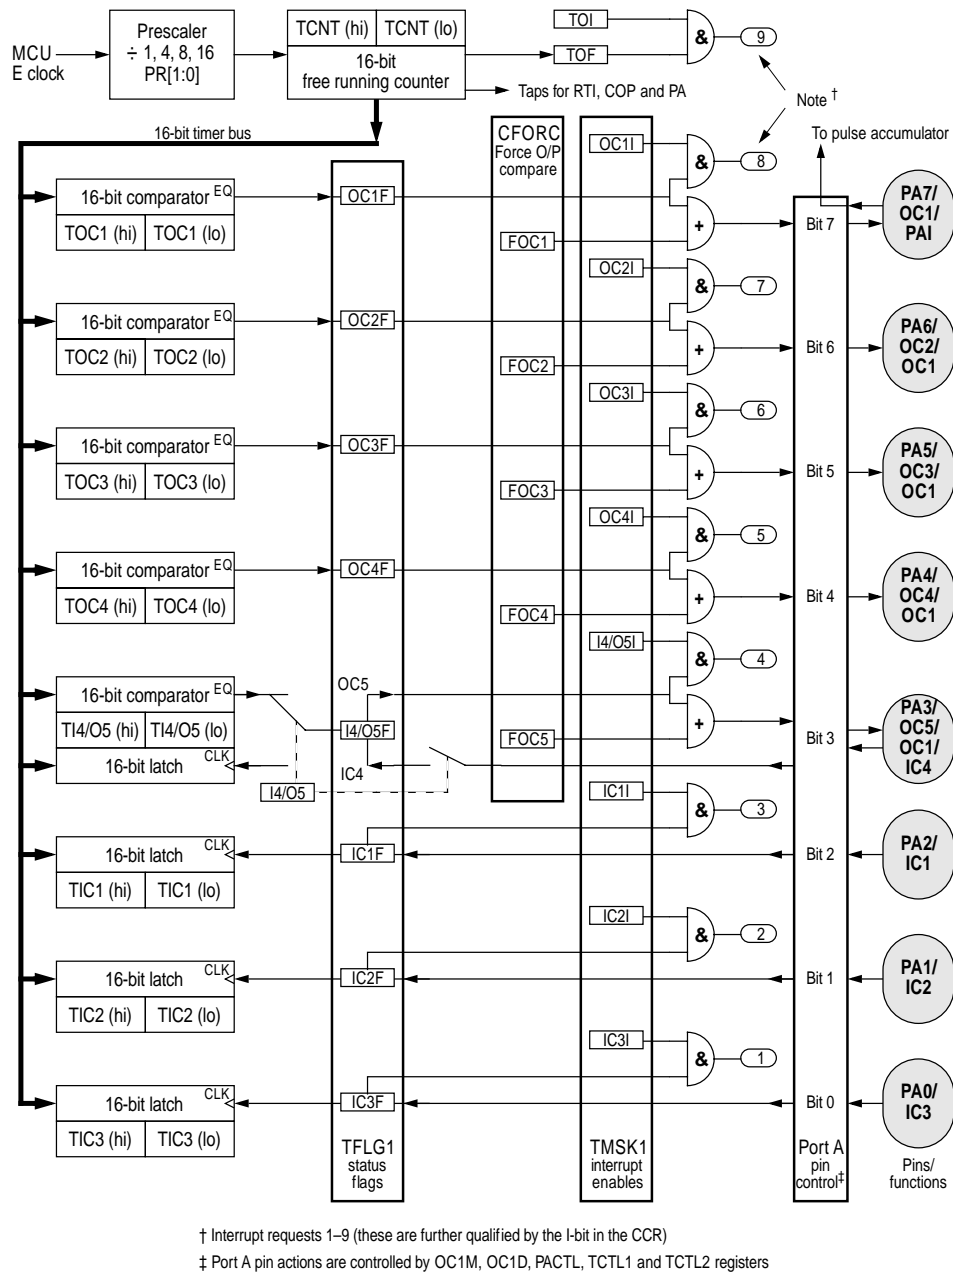 MCU
E clock
Prescaler
÷ 1, 4, 8, 16
PR[1:0]
TCNT (hi) TCNT (lo)
16-bit
free running counter
TOI
TOF
&
9
Taps for RTI, COP and PA
Note †
16-bit timer bus
CFORC
Force O/P
compare
OC1I
&
8
To pulse accumulator
16-bit comparator EQ
TOC1 (hi) TOC1 (lo)
OC1F
FOC1
+
Bit 7
PA7/
OC1/
PAI
OC2I
&
7
16-bit comparator EQ
TOC2 (hi) TOC2 (lo)
OC2F
FOC2
+
Bit 6
PA6/
OC2/
OC1
OC3I
&
6
16-bit comparator EQ
TOC3 (hi) TOC3 (lo)
OC3F
FOC3
+
Bit 5
PA5/
OC3/
OC1
OC4I
&
5
16-bit comparator EQ
TOC4 (hi) TOC4 (lo)
OC4F
FOC4
+
Bit 4
PA4/
OC4/
OC1
I4/O5I
&
4
16-bit comparator EQ
TI4/O5 (hi) TI4/O5 (lo)
16-bit latch CLK
OC5
I4/O5F
IC4
I4/O5
FOC5
+
Bit 3
PA3/
OC5/
OC1/
IC4
IC1I
&
3
16-bit latch CLK
TIC1 (hi) TIC1 (lo)
IC1F
Bit 2
PA2/
IC1
IC2I
&
2
16-bit latch CLK
TIC2 (hi) TIC2 (lo)
IC2F
Bit 1
PA1/
IC2
IC3I
&
1
16-bit latch CLK
TIC3 (hi) TIC3 (lo)
IC3F
Bit 0
PA0/
IC3
TFLG1
status
flags
TMSK1
interrupt
enables
Port A
pin
control‡
Pins/
functions
† Interrupt requests 1–9 (these are further qualified by the I-bit in the CCR)
‡ Port A pin actions are controlled by OC1M, OC1D, PACTL, TCTL1 and TCTL2 registers